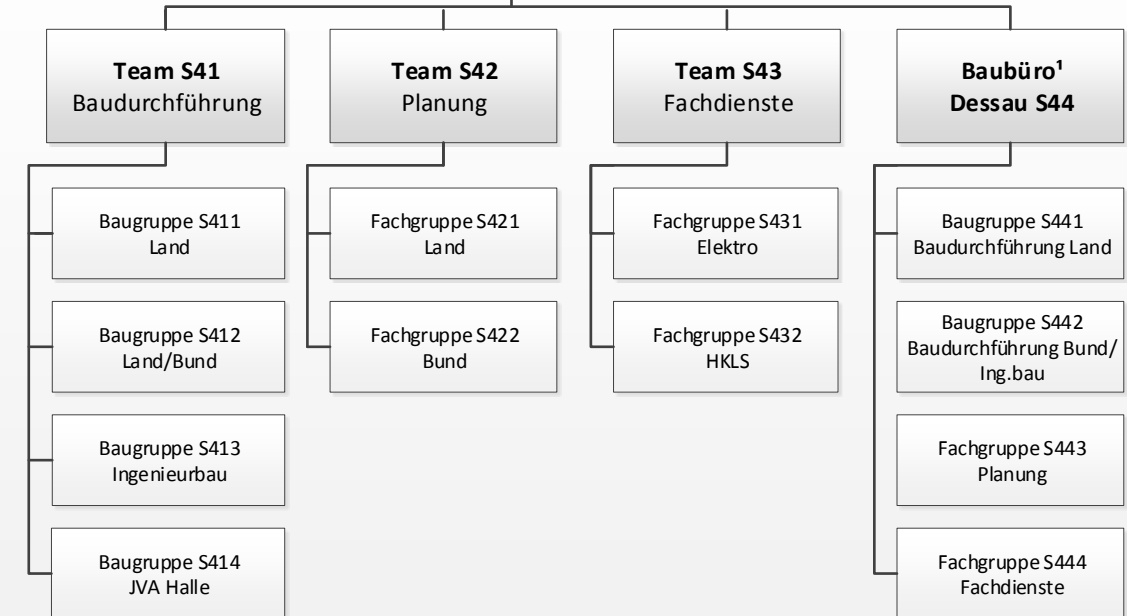 Team S41
Baudurchführung
Team S42
Planung
Team S43
Fachdienste
Baubüro¹
Dessau S44
Baugruppe S411
Land
Baugruppe S412
Land/Bund
Baugruppe S413
Ingenieurbau
Baugruppe S414
JVA Halle
Fachgruppe S421
Land
Fachgruppe S422
Bund
Fachgruppe S431
Elektro
Fachgruppe S432
HKLS
Baugruppe S441
Baudurchführung Land
Baugruppe S442
Baudurchführung Bund/
Ing.bau
Fachgruppe S443
Planung
Fachgruppe S444
Fachdienste